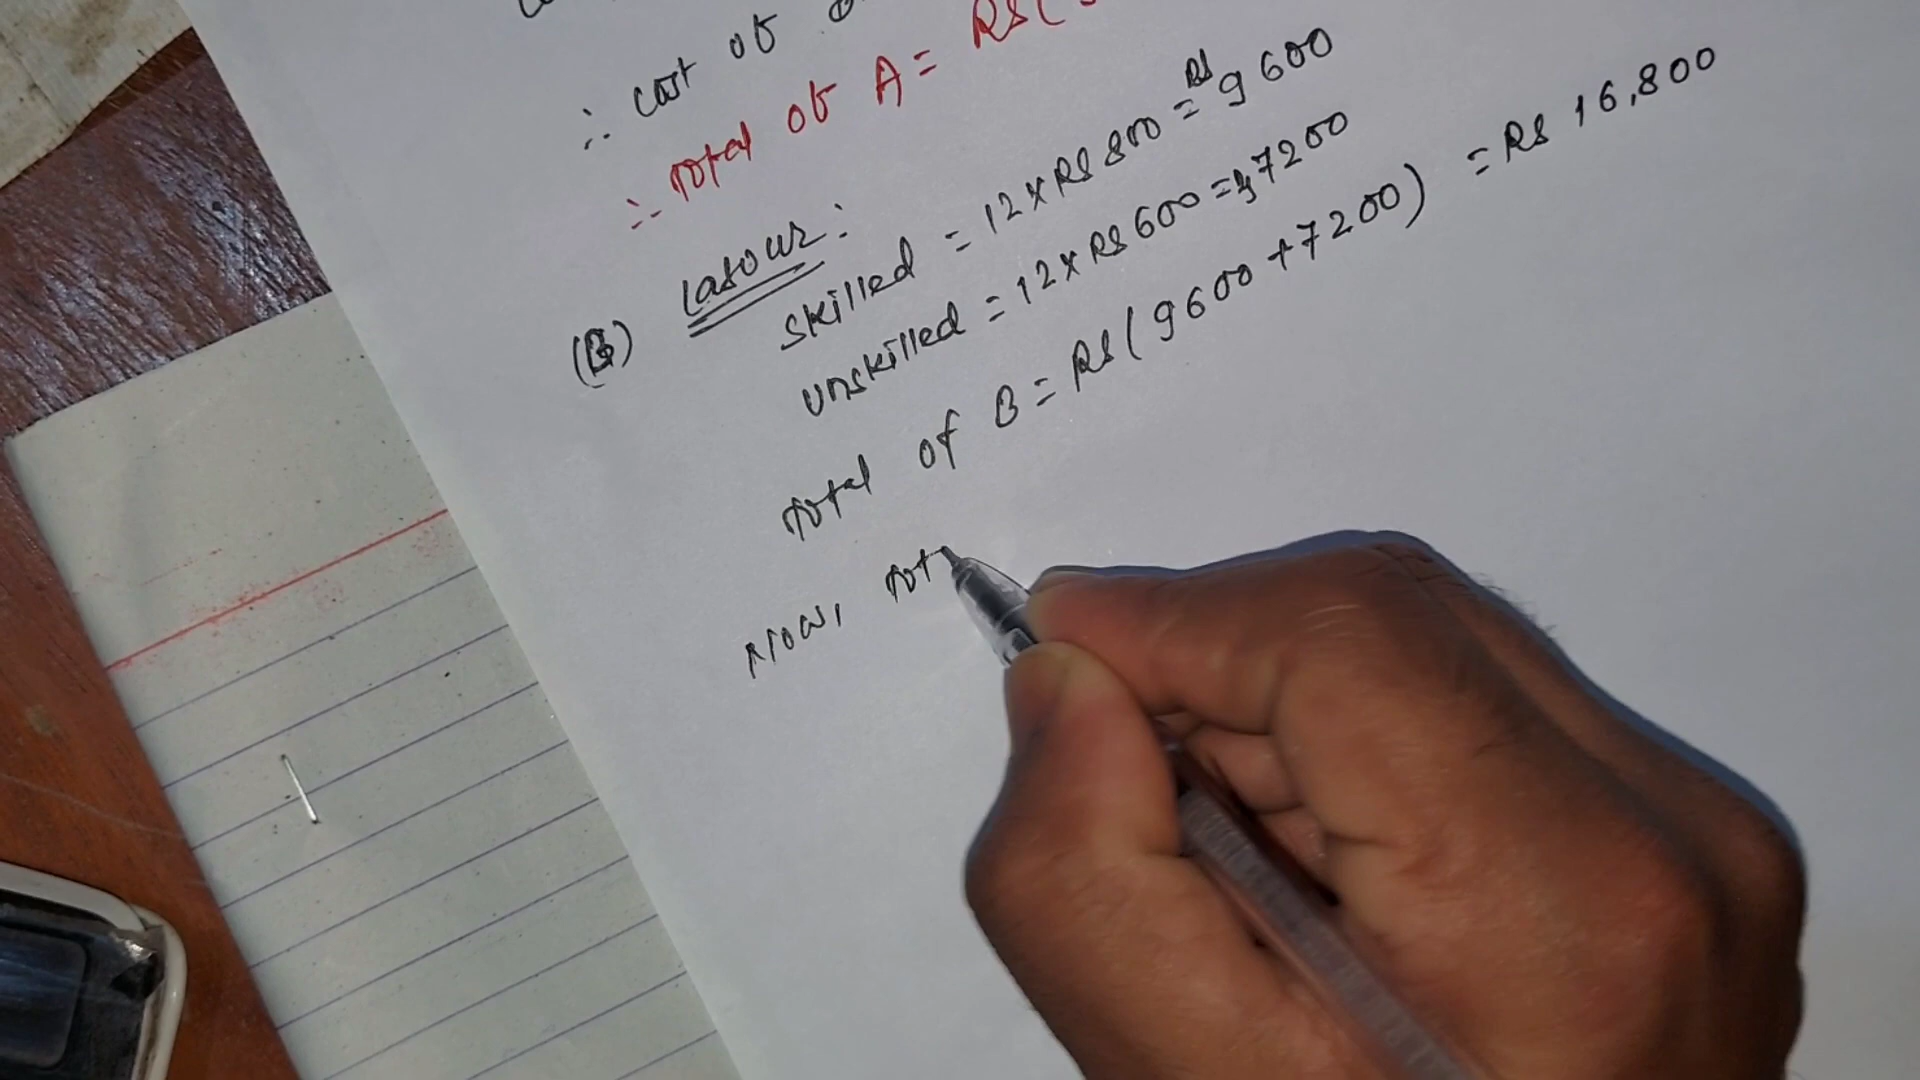 ∴ cost of
∴ Total of A = Rs (
(B) Labour :
Skilled = 12 x Rs 800 = Rs 9600
Unskilled = 12 x Rs 600 = 7200
Total of B = Rs (9600 + 7200) = Rs 16,800
Now, Tot